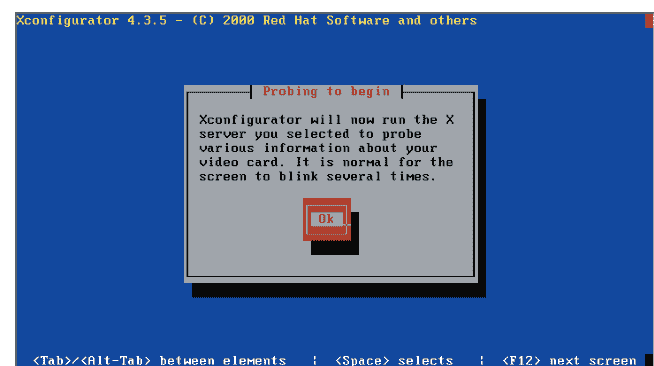 Xconfigurator 4.3.5 - (C) 2000 Red Hat Software and others
Probing to begin
Xconfigurator will now run the X
server you selected to probe
various information about your
video card. It is normal for the
screen to blink several times.
Ok
<Tab>/<Alt-Tab> between elements | <Space> selects | <F12> next screen